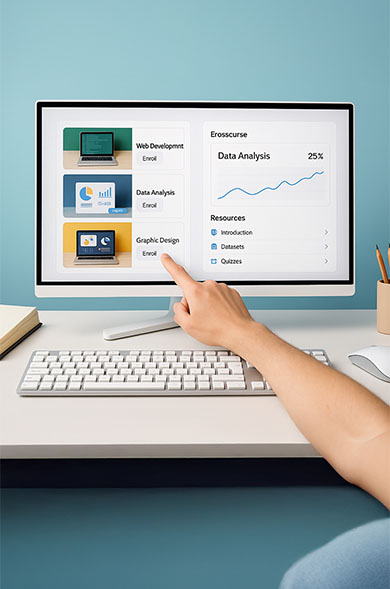 Web Developmnt
Enroll
Data Analysis
Enroll
Graphic Design
Enroll
Erosscurse
Data Analysis
25%
Resources
Introduction
Datasets
Quizzes